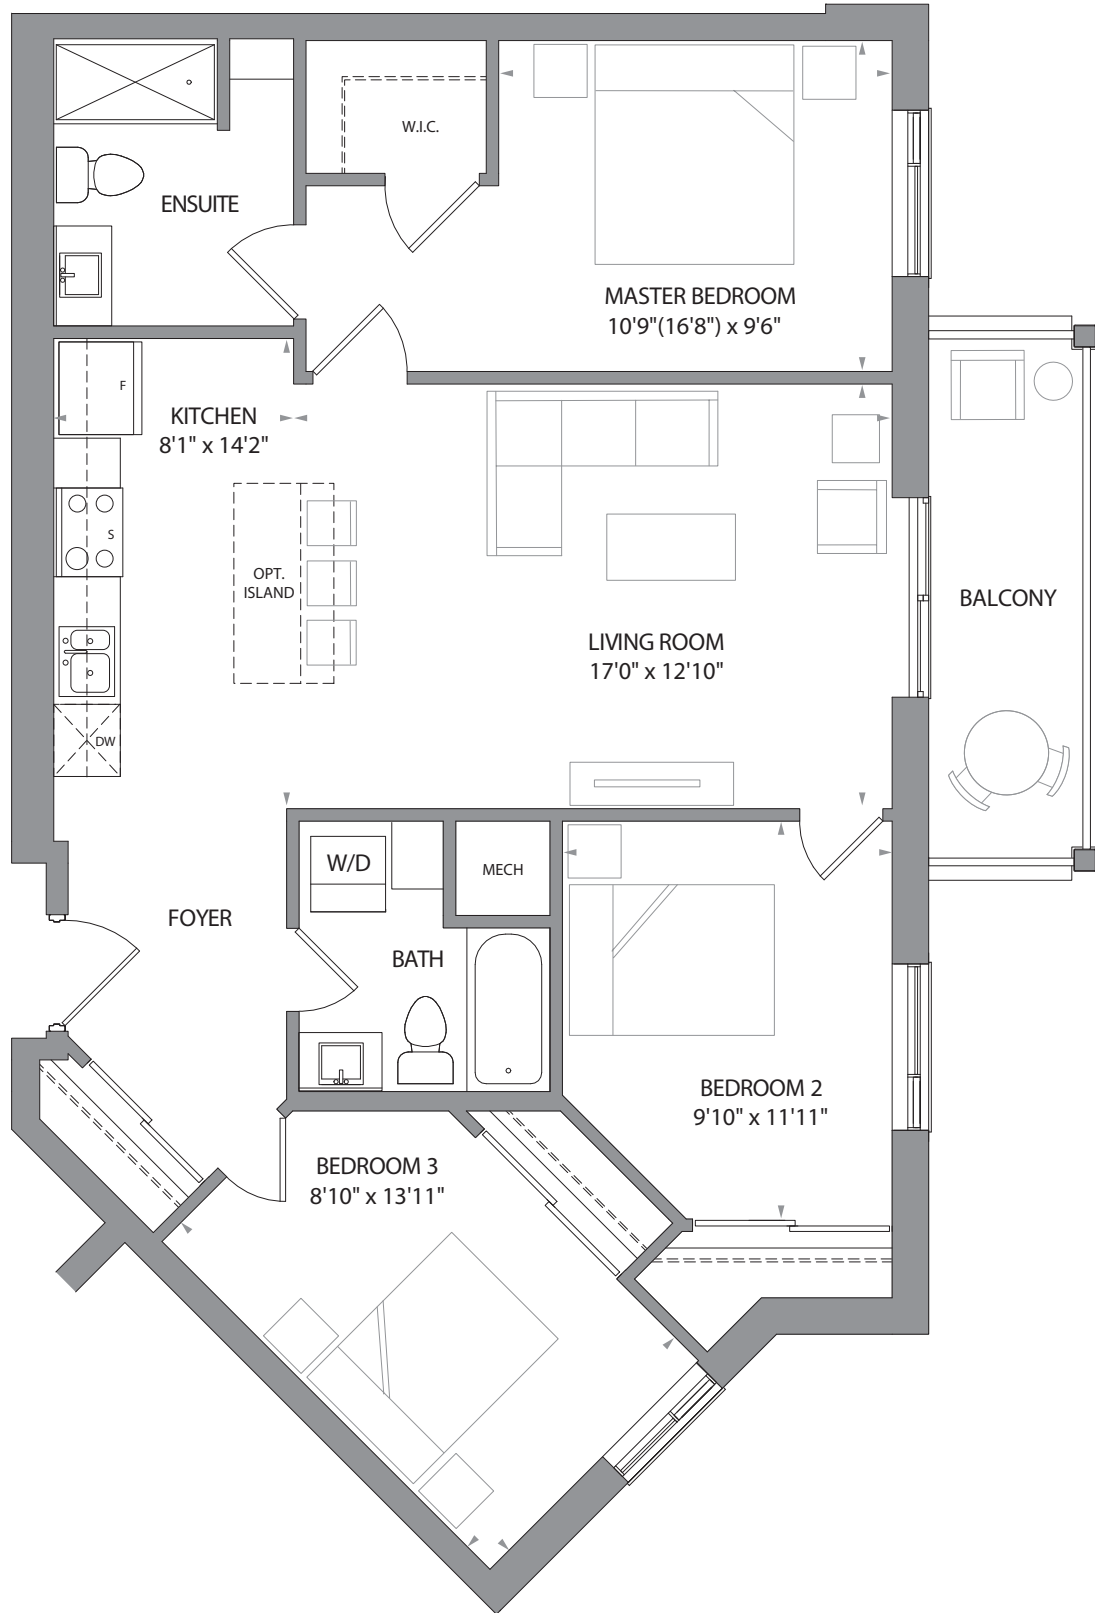 W.I.C.
ENSUITE
MASTER BEDROOM
10'9"(16'8") x 9'6"
F
KITCHEN
8'1" x 14'2"
S
OPT.
ISLAND
BALCONY
LIVING ROOM
17'0" x 12'10"
DW
W/D
MECH
FOYER
BATH
BEDROOM 2
9'10" x 11'11"
BEDROOM 3
8'10" x 13'11"